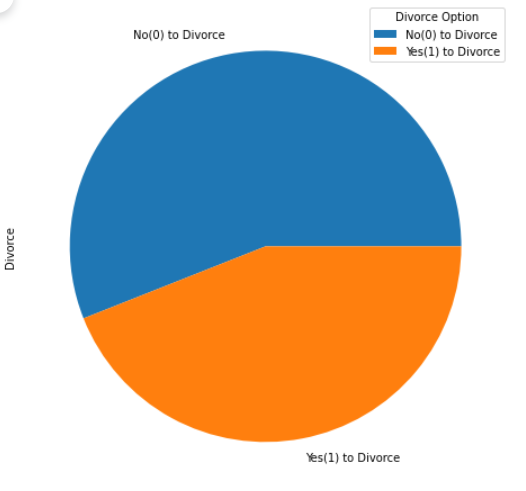 Divorce Option
No(0) to Divorce
Yes(1) to Divorce
No(0) to Divorce
Divorce
Yes(1) to Divorce